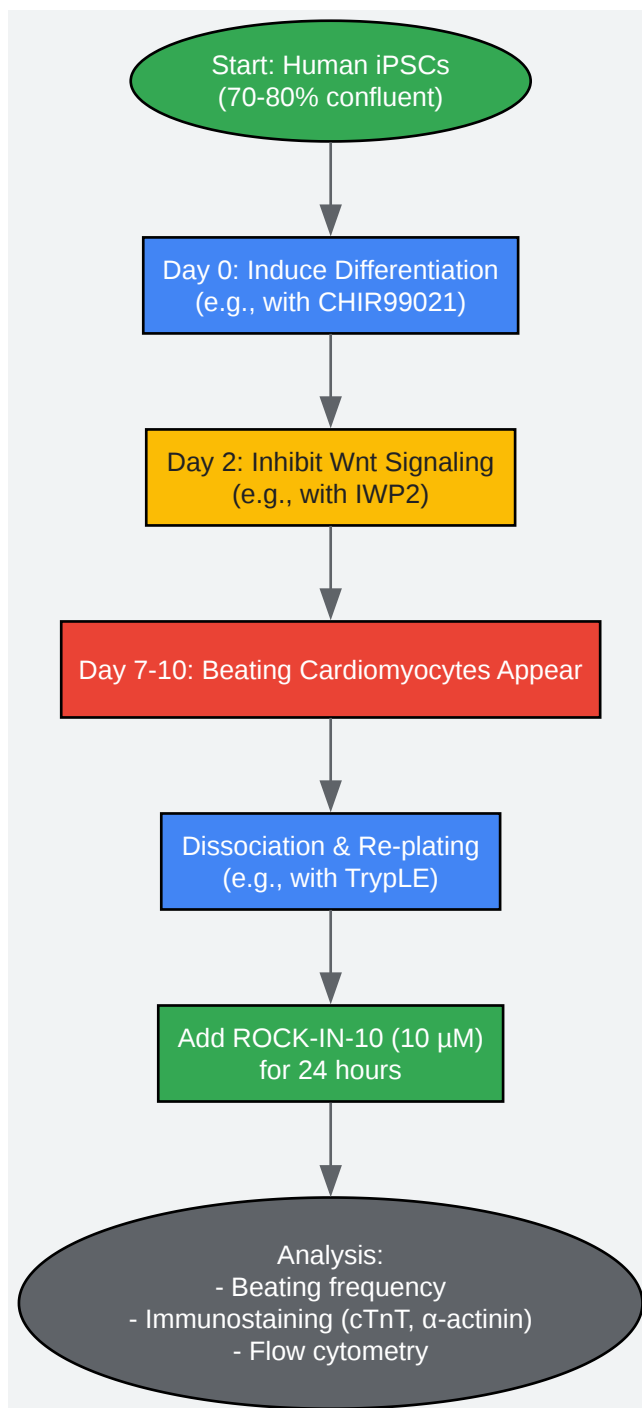 Start: Human iPSCs
(70-80% confluent)
Day 0: Induce Differentiation
(e.g., with CHIR99021)
Day 2: Inhibit Wnt Signaling
(e.g., with IWP2)
Day 7-10: Beating Cardiomyocytes Appear
Dissociation & Re-plating
(e.g., with TrypLE)
Add ROCK-IN-10 (10 µM)
for 24 hours
Analysis:
- Beating frequency
- Immunostaining (cTnT, α-actinin)
- Flow cytometry